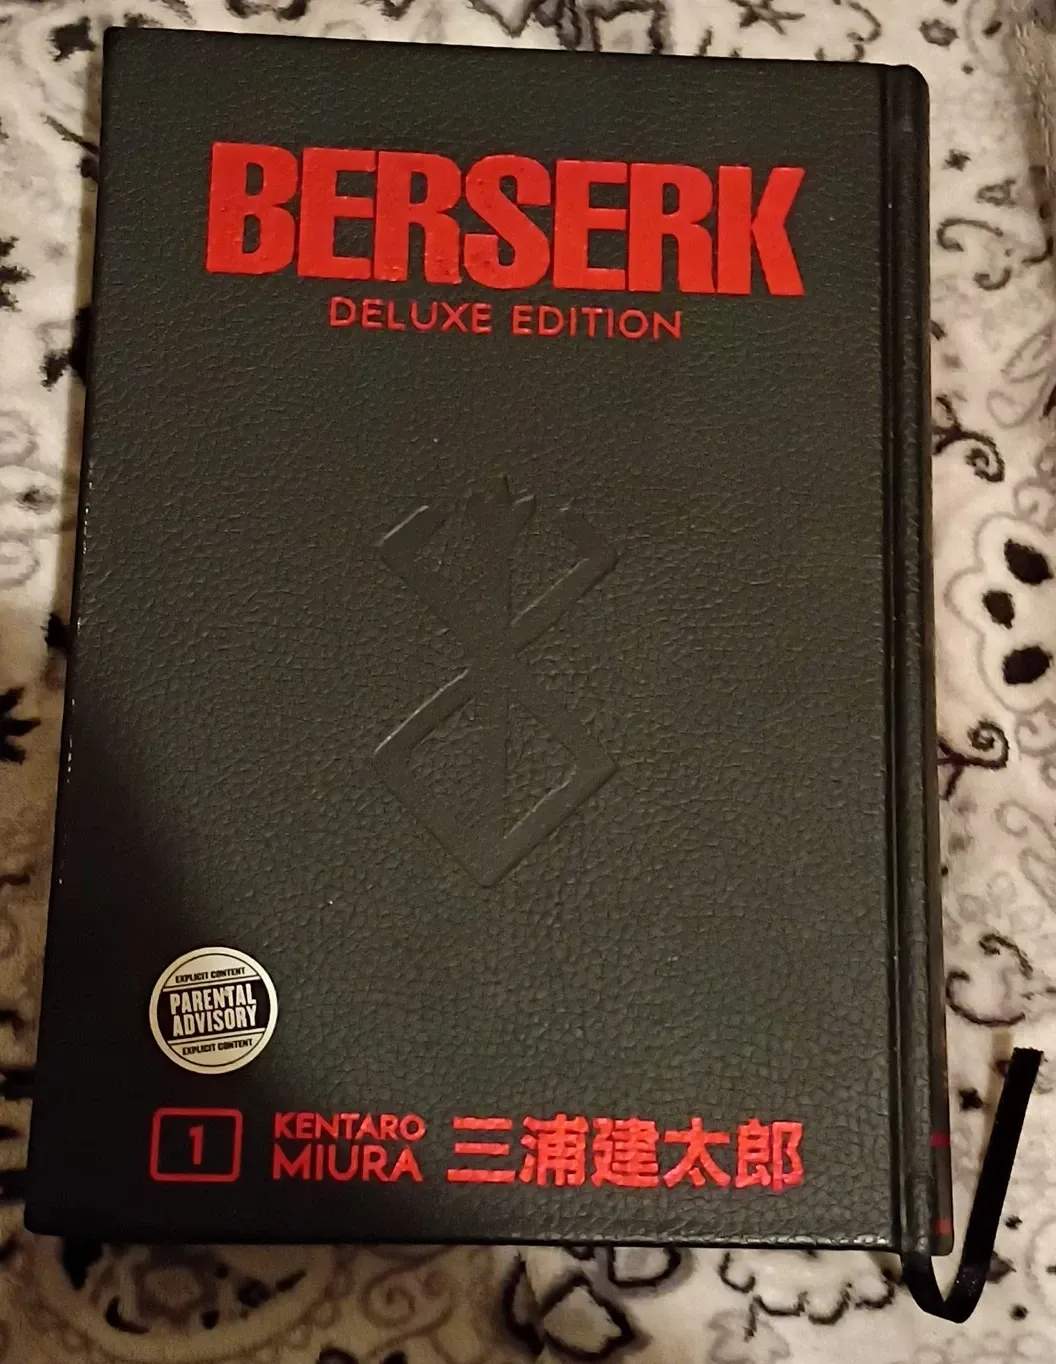 BERSERK
DELUXE EDITION
EXPLICIT CONTENT
PARENTAL
ADVISORY
EXPLICIT CONTENT
1
KENTARO
MIURA
三浦建太郎